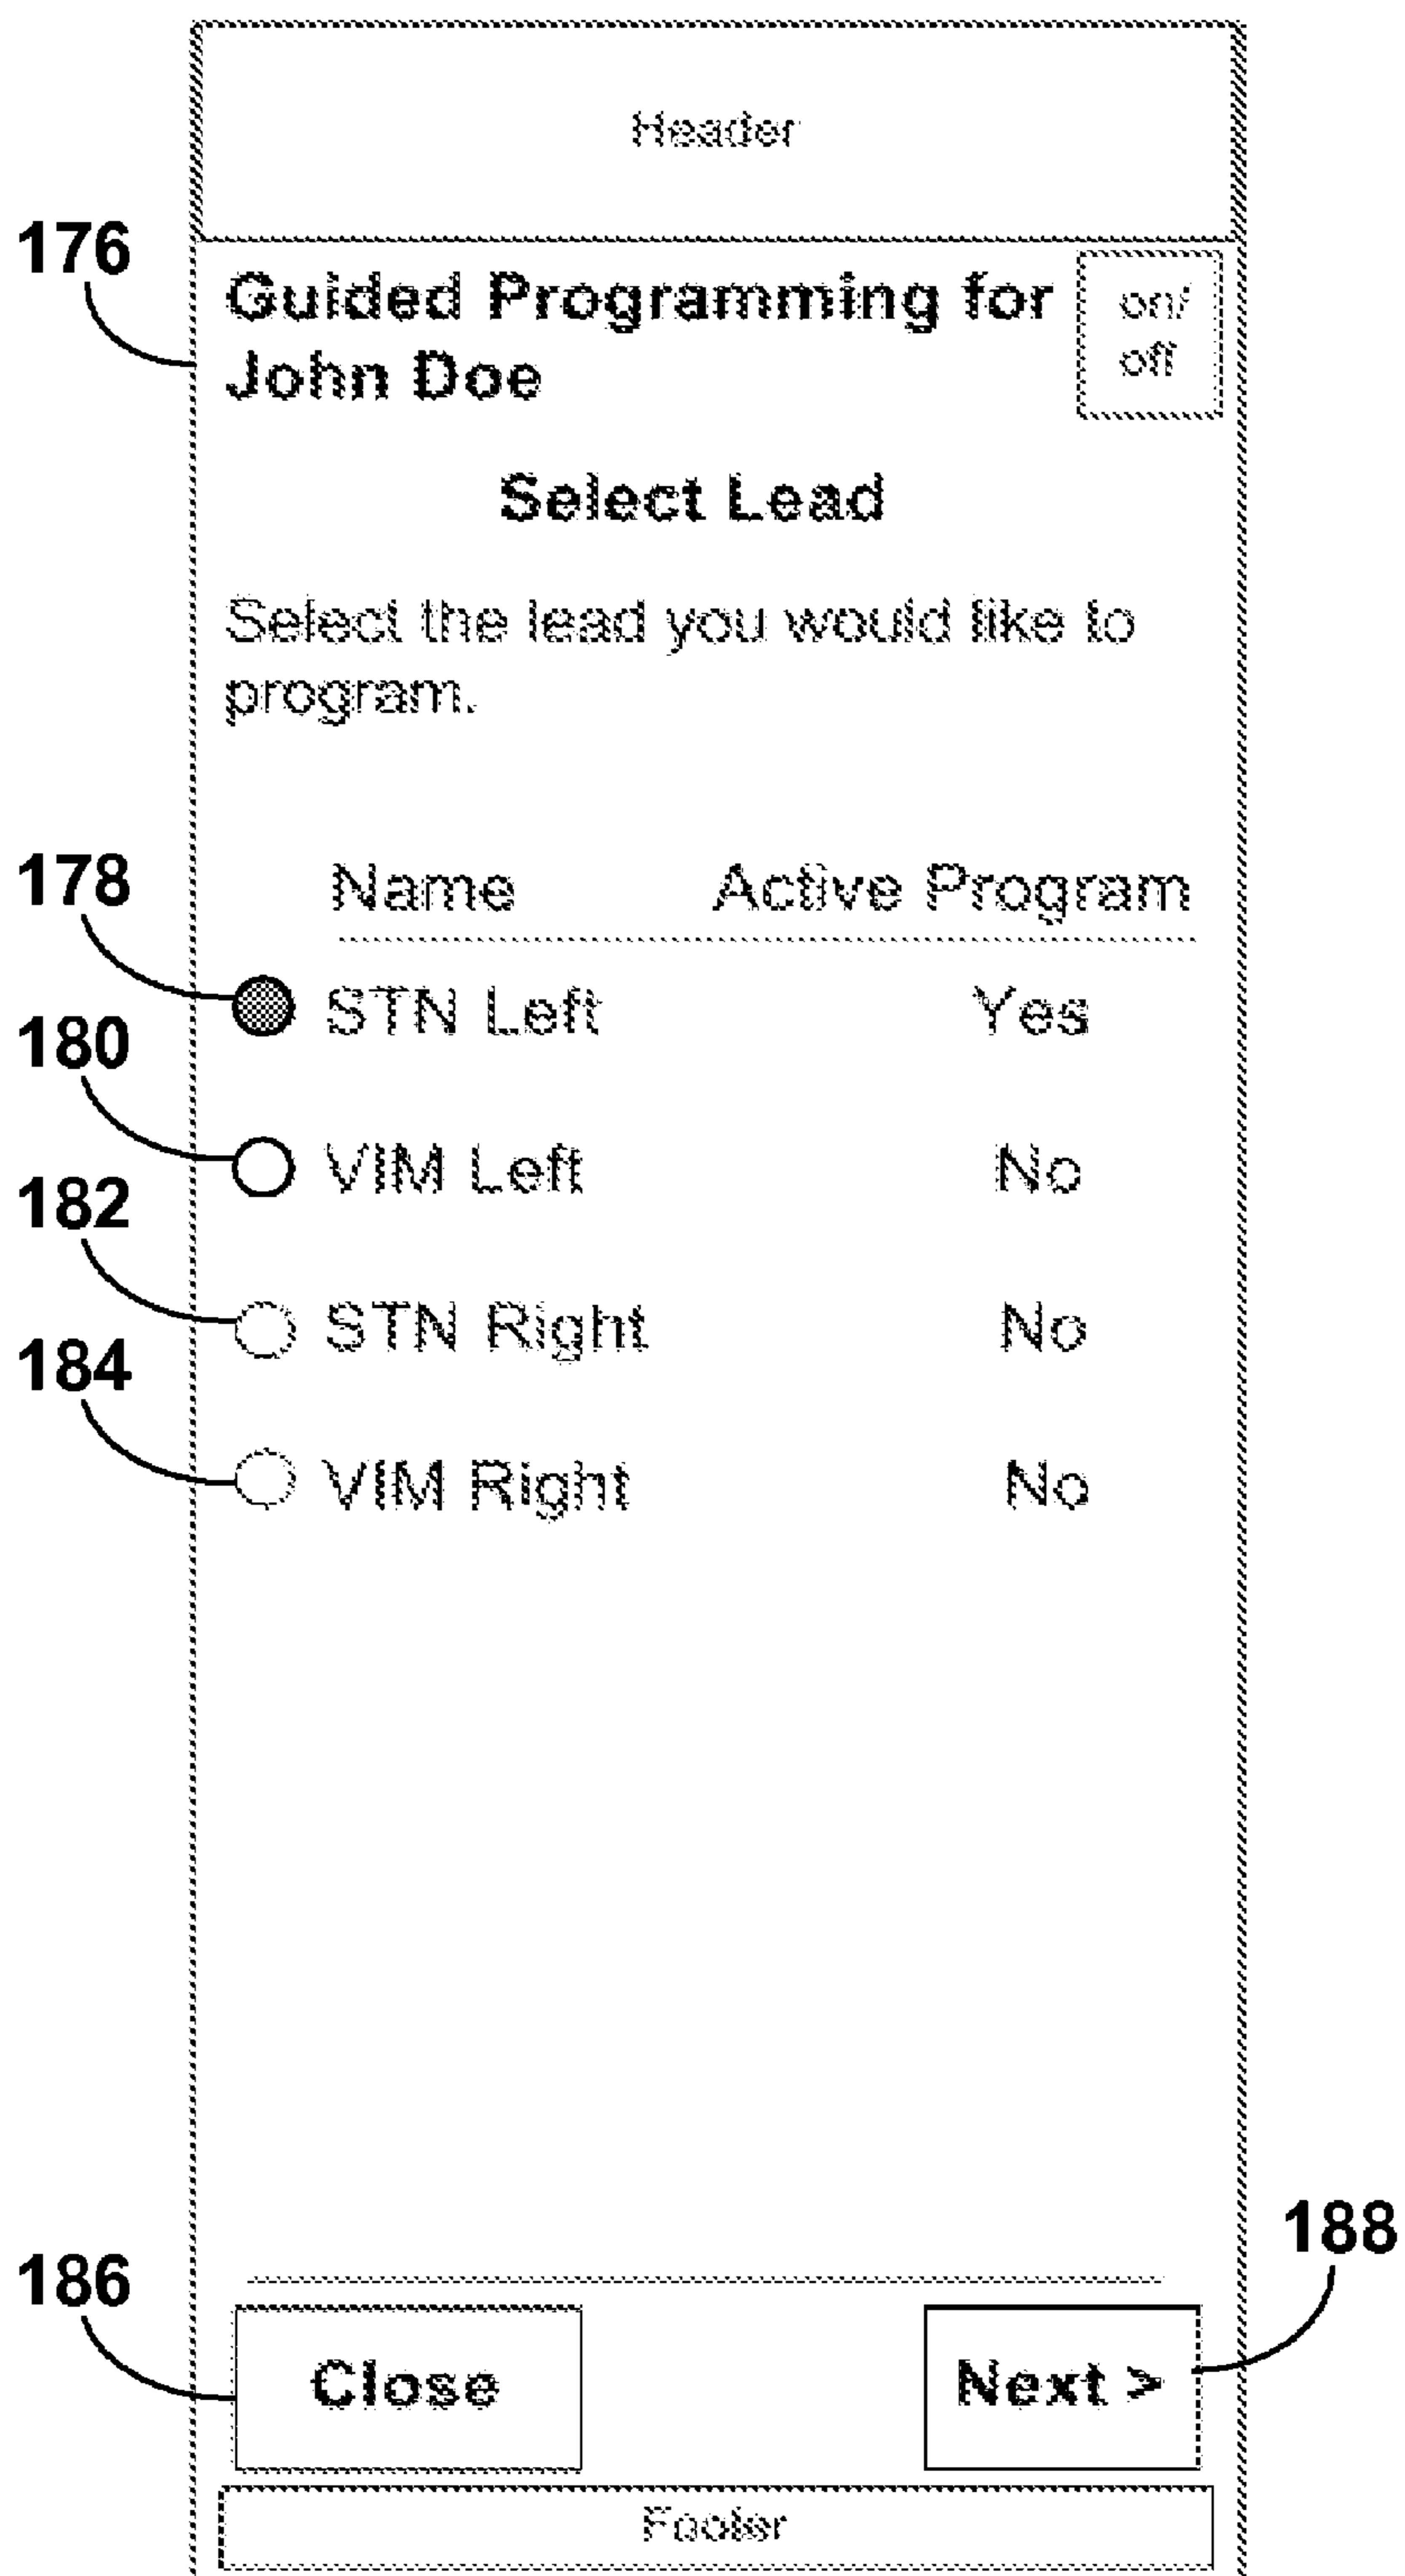 Header
176
Guided Programming for
John Doe
on/
off
Select Lead
Select the lead you would like to
program.
178
Name Active Program
STN Left Yes
180
VIM Left No
182
STN Right No
184
VIM Right No
188
186
Close Next >
Footer